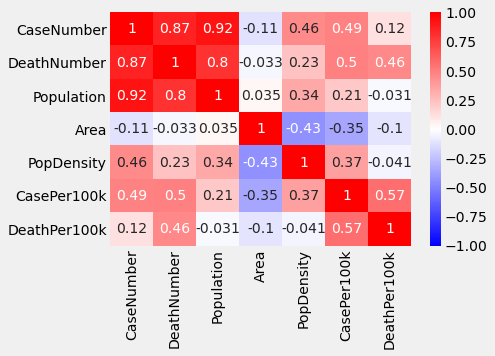 1.00
CaseNumber 1 0.87 0.92 -0.11 0.46 0.49 0.12
0.75
DeathNumber 0.87 1 0.8 -0.033 0.23 0.5 0.46
0.50
Population 0.92 0.8 1 0.035 0.34 0.21 -0.031
0.25
Area -0.11 -0.033 0.035 1 -0.43 -0.35 -0.1
0.00
PopDensity 0.46 0.23 0.34 -0.43 1 0.37 -0.041
−0.25
−0.50
CasePer100k 0.49 0.5 0.21 -0.35 0.37 1 0.57
−0.75
DeathPer100k 0.12 0.46 -0.031 -0.1 -0.041 0.57 1
−1.00
CaseNumber
DeathNumber
Population
Area
PopDensity
CasePer100k
DeathPer100k